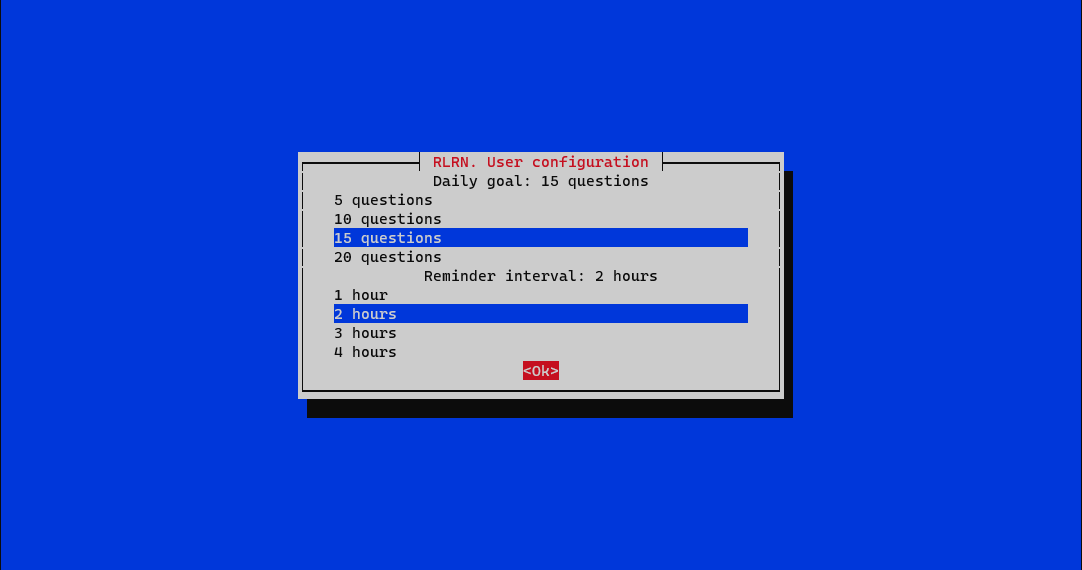 RLRN. User configuration
Daily goal: 15 questions
5 questions
10 questions
15 questions
20 questions
Reminder interval: 2 hours
1 hour
2 hours
3 hours
4 hours
<Ok>